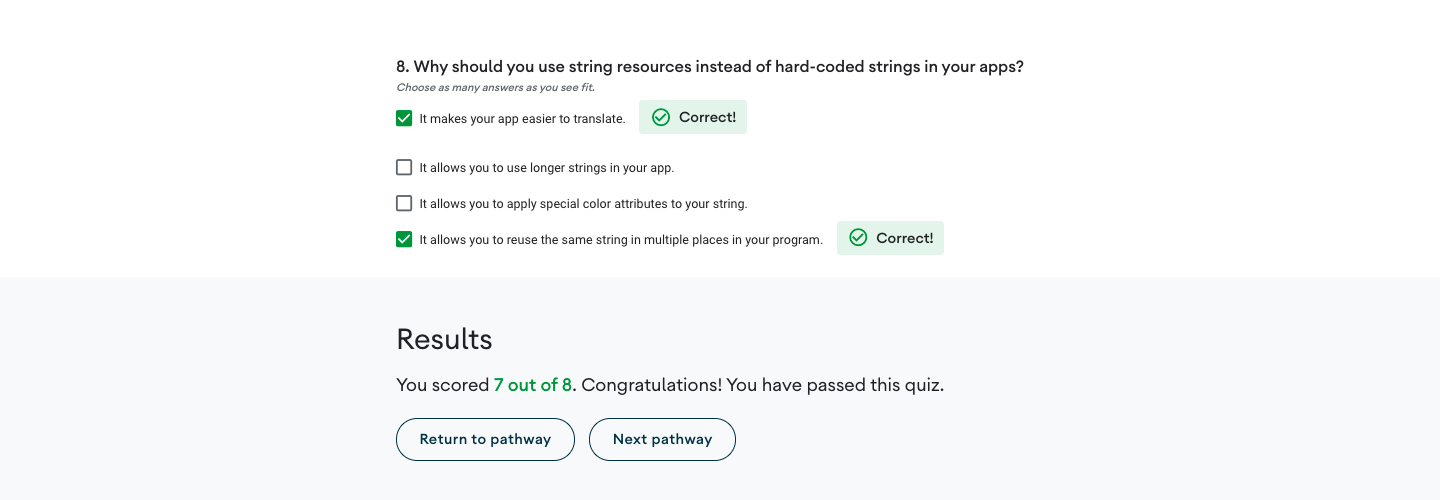 8. Why should you use string resources instead of hard-coded strings in your apps?
Choose as many answers as you see fit.
It makes your app easier to translate. Correct!
It allows you to use longer strings in your app.
It allows you to apply special color attributes to your string.
It allows you to reuse the same string in multiple places in your program. Correct!
Results
You scored 7 out of 8. Congratulations! You have passed this quiz.
Return to pathway Next pathway